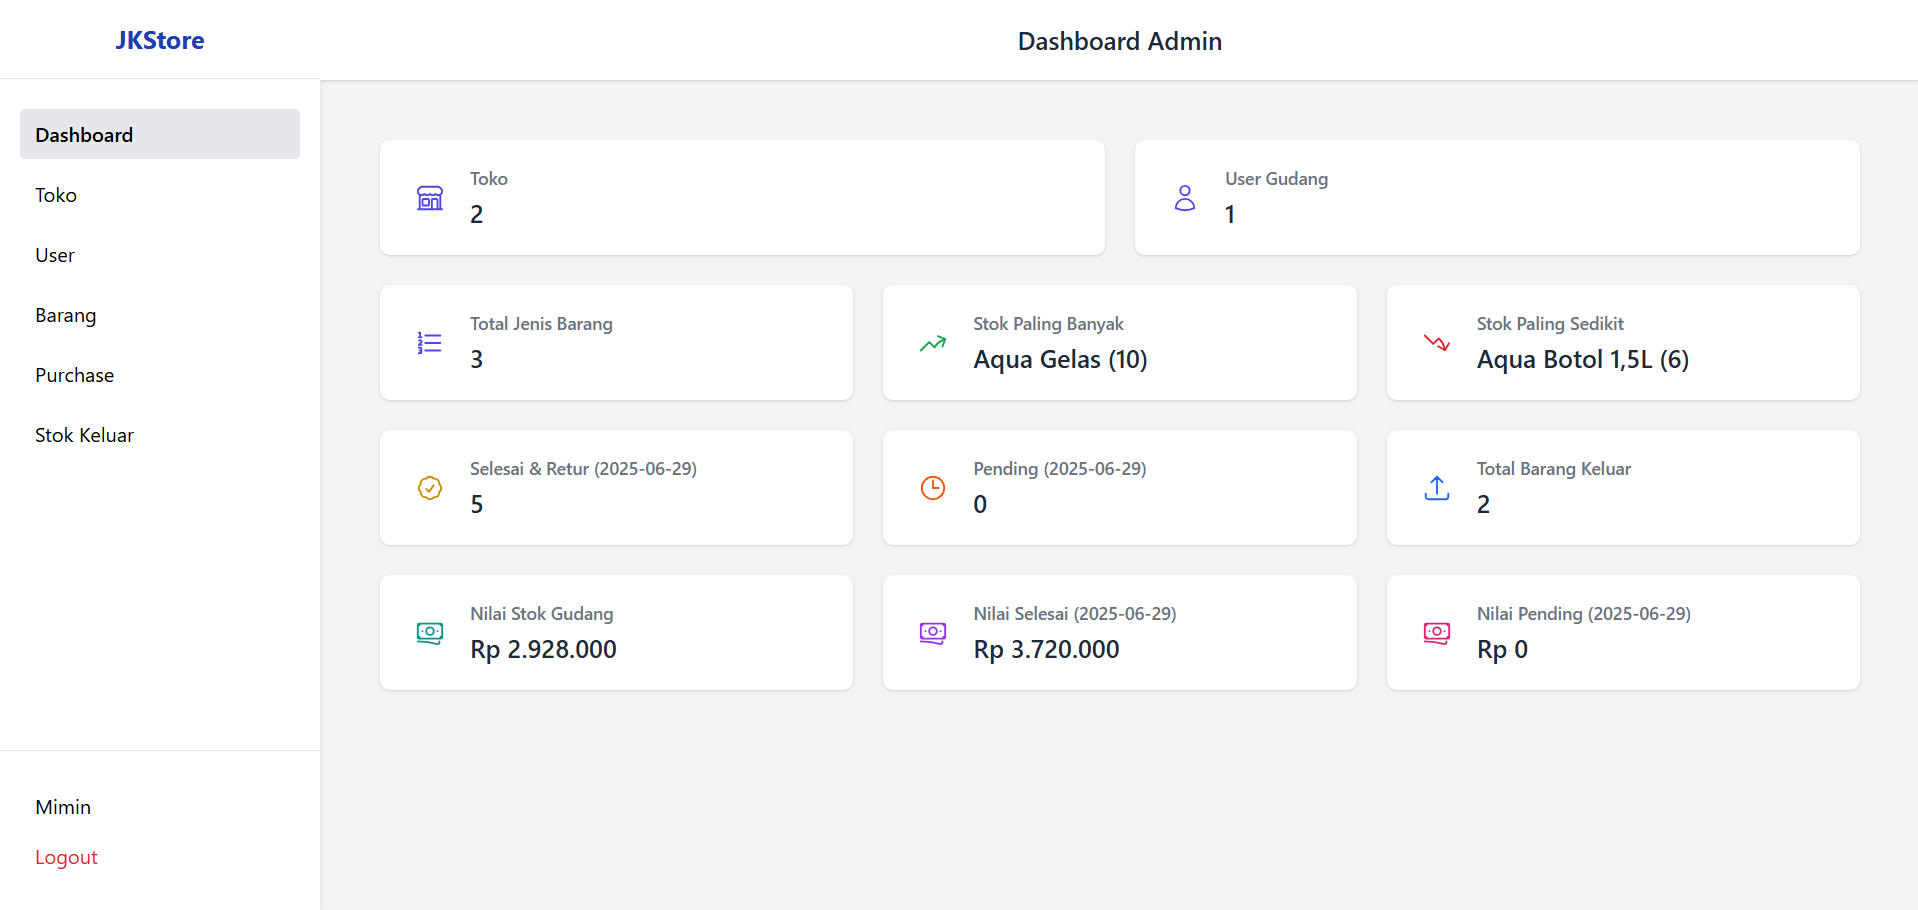 JKStore
Dashboard Admin
Dashboard
Toko
User
Barang
Purchase
Stok Keluar
Mimin
Logout
Toko
2
User Gudang
1
Total Jenis Barang
3
Stok Paling Banyak
Aqua Gelas (10)
Stok Paling Sedikit
Aqua Botol 1,5L (6)
Selesai & Retur (2025-06-29)
5
Pending (2025-06-29)
0
Total Barang Keluar
2
Nilai Stok Gudang
Rp 2.928.000
Nilai Selesai (2025-06-29)
Rp 3.720.000
Nilai Pending (2025-06-29)
Rp 0